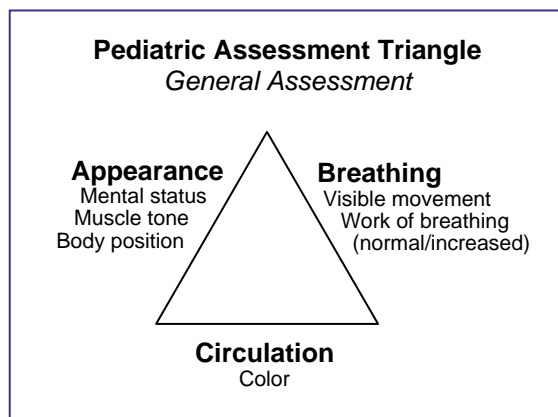 Pediatric Assessment Triangle
General Assessment
Appearance
Mental status
Muscle tone
Body position
Breathing
Visible movement
Work of breathing
(normal/increased)
Circulation
Color